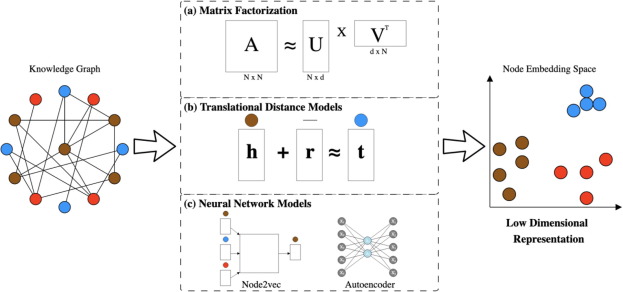 Knowledge Graph
(a) Matrix Factorization
A ≈ U X V^T
N x N
N x d
d x N
(b) Translational Distance Models
h + r ≈ t
(c) Neural Network Models
Node2vec
Autoencoder
Node Embedding Space
Low Dimensional
Representation